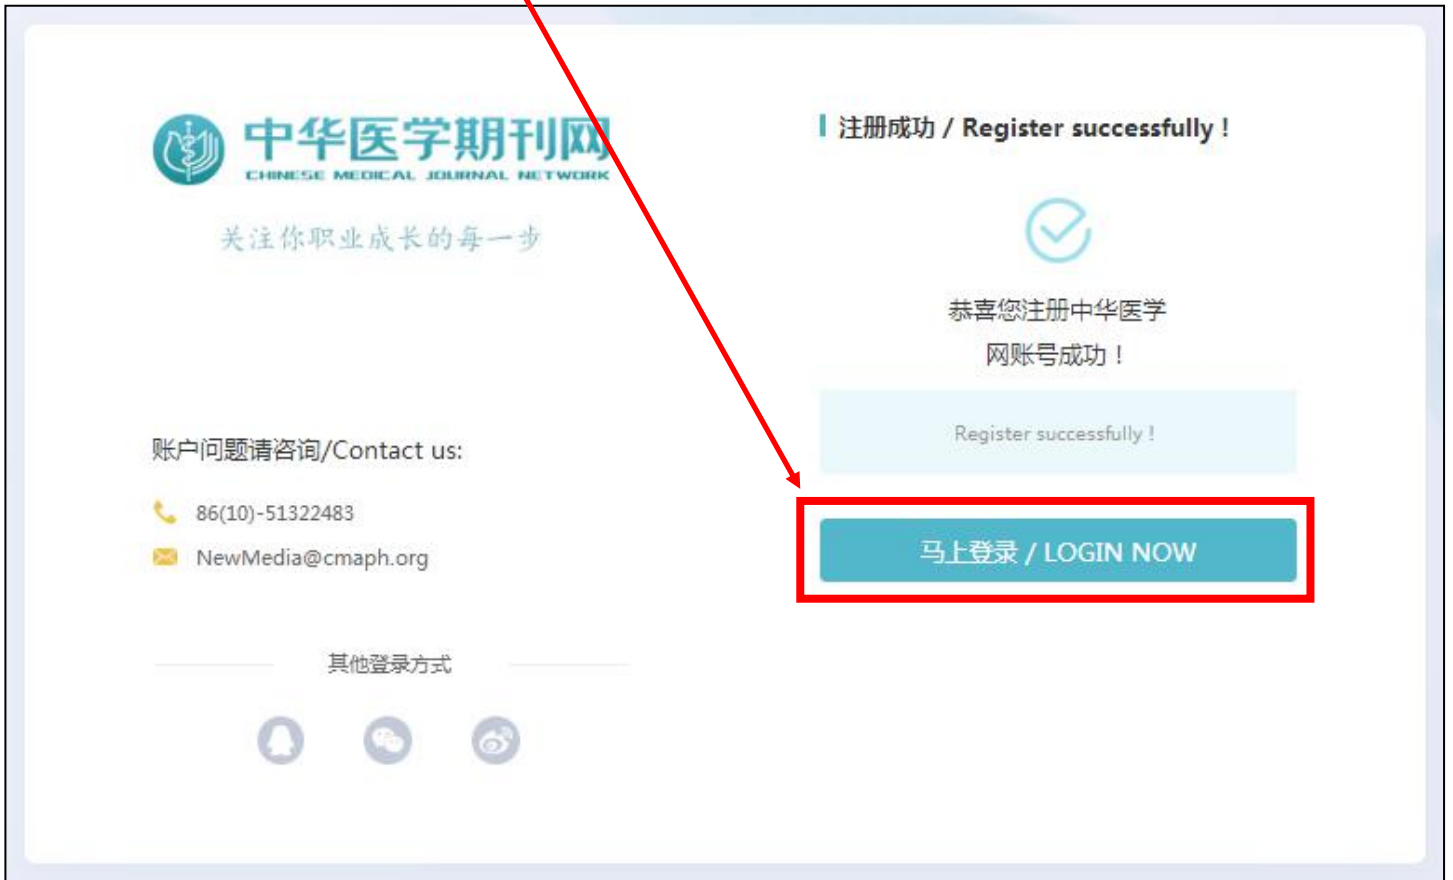 中华医学期刊网
CHINESE MEDICAL JOURNAL NETWORK
关注你职业成长的每一步
账户问题请咨询/Contact us:
86(10)-51322483
NewMedia@cmaph.org
其他登录方式
注册成功 / Register successfully !
恭喜您注册中华医学
网账号成功！
Register successfully !
马上登录 / LOGIN NOW